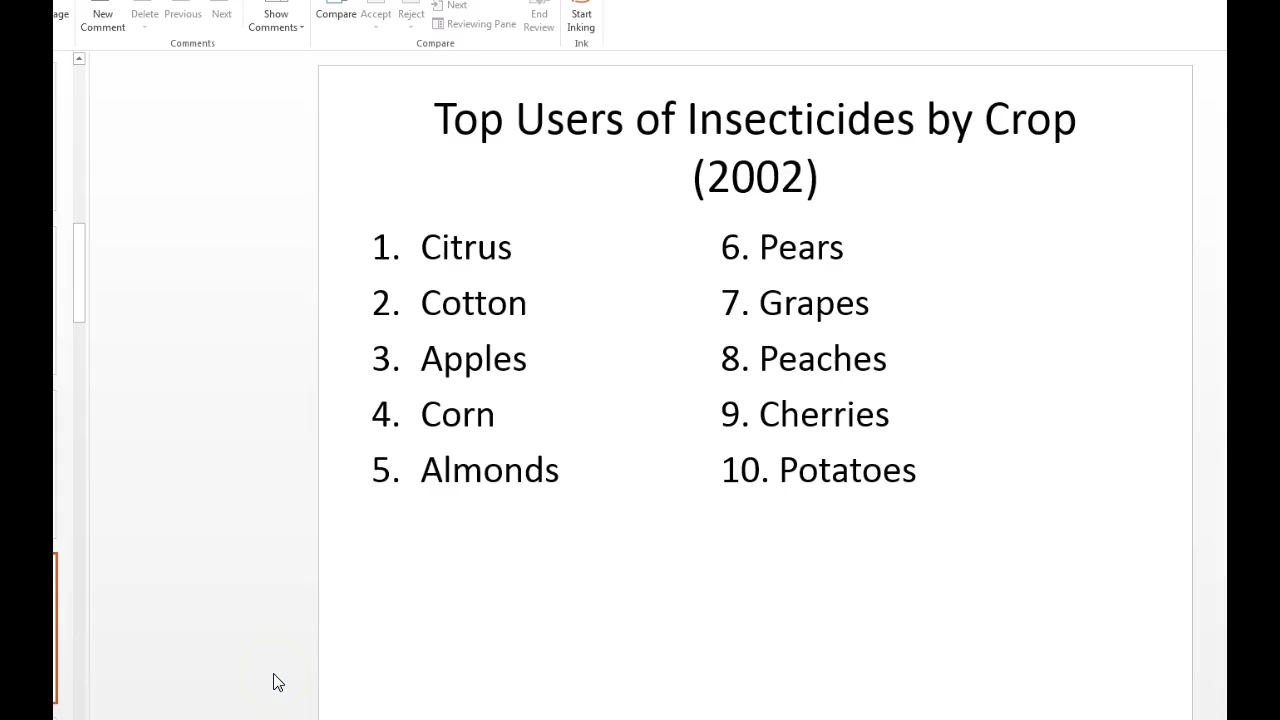 age
New
Comment
Delete
Previous
Next
Show
Comments
Comments
Compare
Accept
Reject
Next
Reviewing Pane
Compare
End
Review
Start
Inking
Ink
Top Users of Insecticides by Crop
(2002)
1. Citrus
2. Cotton
3. Apples
4. Corn
5. Almonds
6. Pears
7. Grapes
8. Peaches
9. Cherries
10. Potatoes